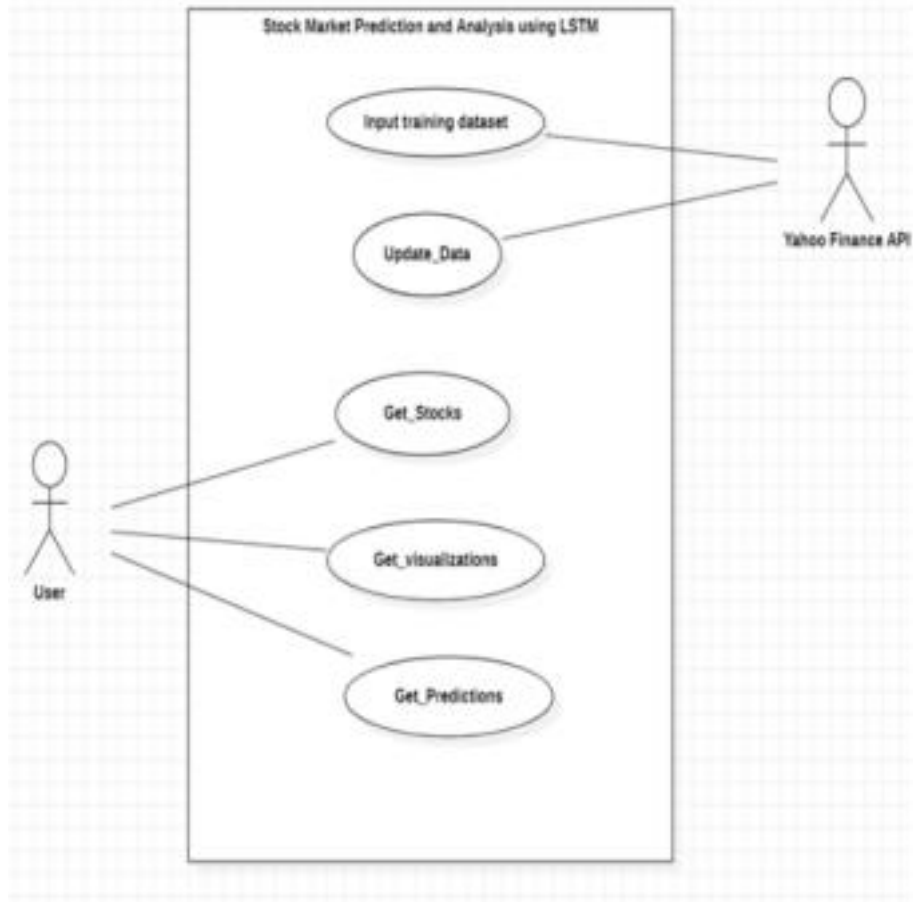 Stock Market Prediction and Analysis using LSTM
Input training dataset
Update_Data
Yahoo Finance API
Get_Stocks
Get_visualizations
User
Get_Predictions